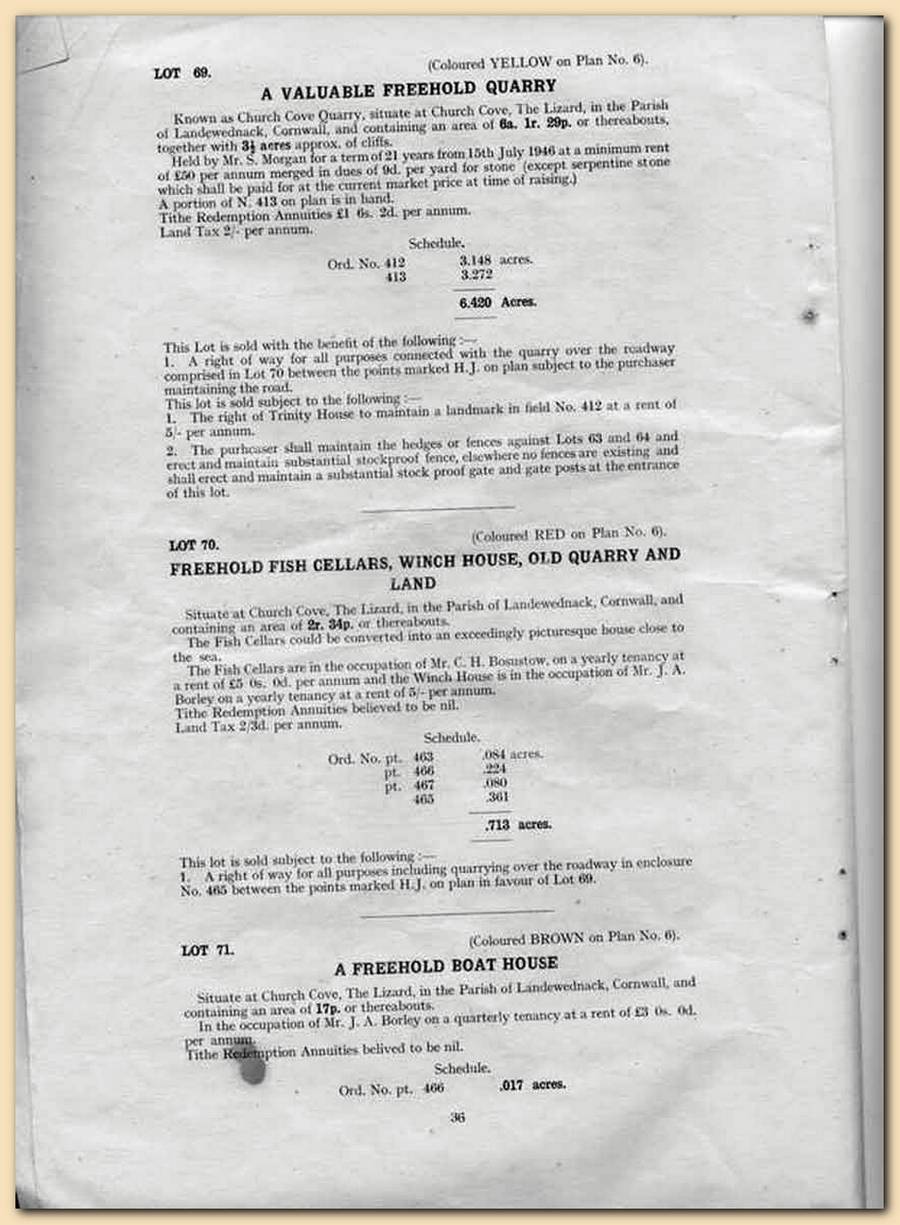 LOT 69.
(Coloured YELLOW on Plan No. 6).
A VALUABLE FREEHOLD QUARRY
Known as Church Cove Quarry, situate at Church Cove, The Lizard, in the Parish
of Landewednack, Cornwall, and containing an area of 6a. 1r. 29p. or thereabouts,
together with 3½ acres approx. of cliffs.
Held by Mr. S. Morgan for a term of 21 years from 15th July 1946 at a minimum rent
of £50 per annum merged in dues of 9d. per yard for stone (except serpentine stone
which shall be paid for at the current market price at time of raising.)
A portion of N. 413 on plan is in hand.
Tithe Redemption Annuities £1 6s. 2d. per annum.
Land Tax 2/- per annum.
Schedule.
Ord. No. 412 3.148 acres.
413 3.272
6.420 Acres.
This Lot is sold with the benefit of the following :—
1. A right of way for all purposes connected with the quarry over the roadway
comprised in Lot 70 between the points marked H.J. on plan subject to the purchaser
maintaining the road.
This lot is sold subject to the following :—
1. The right of Trinity House to maintain a landmark in field No. 412 at a rent of
5/- per annum.
2. The purhcaser shall maintain the hedges or fences against Lots 63 and 64 and
erect and maintain substantial stockproof fence, elsewhere no fences are existing and
shall erect and maintain a substantial stock proof gate and gate posts at the entrance
of this lot.
LOT 70.
(Coloured RED on Plan No. 6).
FREEHOLD FISH CELLARS, WINCH HOUSE, OLD QUARRY AND
LAND
Situate at Church Cove, The Lizard, in the Parish of Landewednack, Cornwall, and
containing an area of 2r. 34p. or thereabouts.
The Fish Cellars could be converted into an exceedingly picturesque house close to
the sea.
The Fish Cellars are in the occupation of Mr. C. H. Bosustow, on a yearly tenancy at
a rent of £5 0s. 0d. per annum and the Winch House is in the occupation of Mr. J. A.
Borley on a yearly tenancy at a rent of 5/- per annum.
Tithe Redemption Annuities believed to be nil.
Land Tax 2/3d. per annum.
Schedule.
Ord. No. pt. 463 .084 acres.
pt. 466 .224
pt. 467 .080
465 .361
.713 acres.
This lot is sold subject to the following :—
1. A right of way for all purposes including quarrying over the roadway in enclosure
No. 465 between the points marked H.J. on plan in favour of Lot 69.
LOT 71.
(Coloured BROWN on Plan No. 6).
A FREEHOLD BOAT HOUSE
Situate at Church Cove, The Lizard, in the Parish of Landewednack, Cornwall, and
containing an area of 17p. or thereabouts.
In the occupation of Mr. J. A. Borley on a quarterly tenancy at a rent of £3 0s. 0d.
per annum.
Tithe Redemption Annuities belived to be nil.
Schedule.
Ord. No. pt. 466 .017 acres.
36